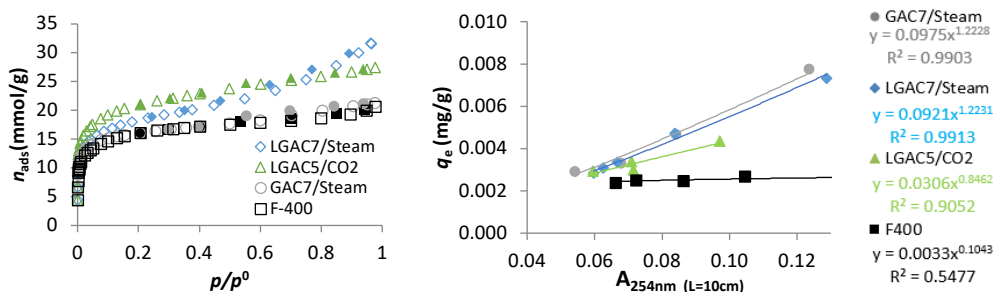 35
30
25
20
15
10
5
0
n_ads (mmol/g)
0 0.2 0.4 0.6 0.8 1
p/p⁰
LGAC7/Steam
LGAC5/CO2
GAC7/Steam
F-400
0.010
0.008
0.006
0.004
0.002
0.000
q_e (mg/g)
0.04 0.06 0.08 0.10 0.12
A_254nm (L=10cm)
GAC7/Steam
y = 0.0975x^1.2228
R² = 0.9903
LGAC7/Steam
y = 0.0921x^1.2231
R² = 0.9913
LGAC5/CO2
y = 0.0306x^0.8462
R² = 0.9052
F400
y = 0.0033x^0.1043
R² = 0.5477